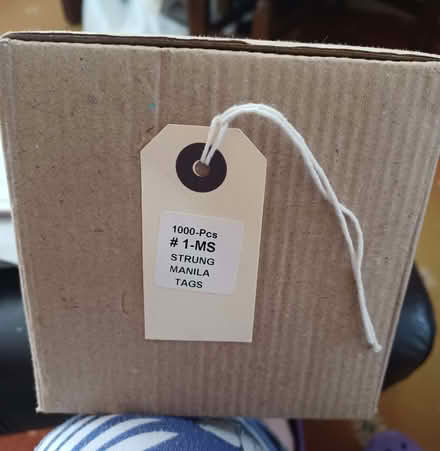 1000-Pcs
# 1-MS
STRUNG
MANILA
TAGS